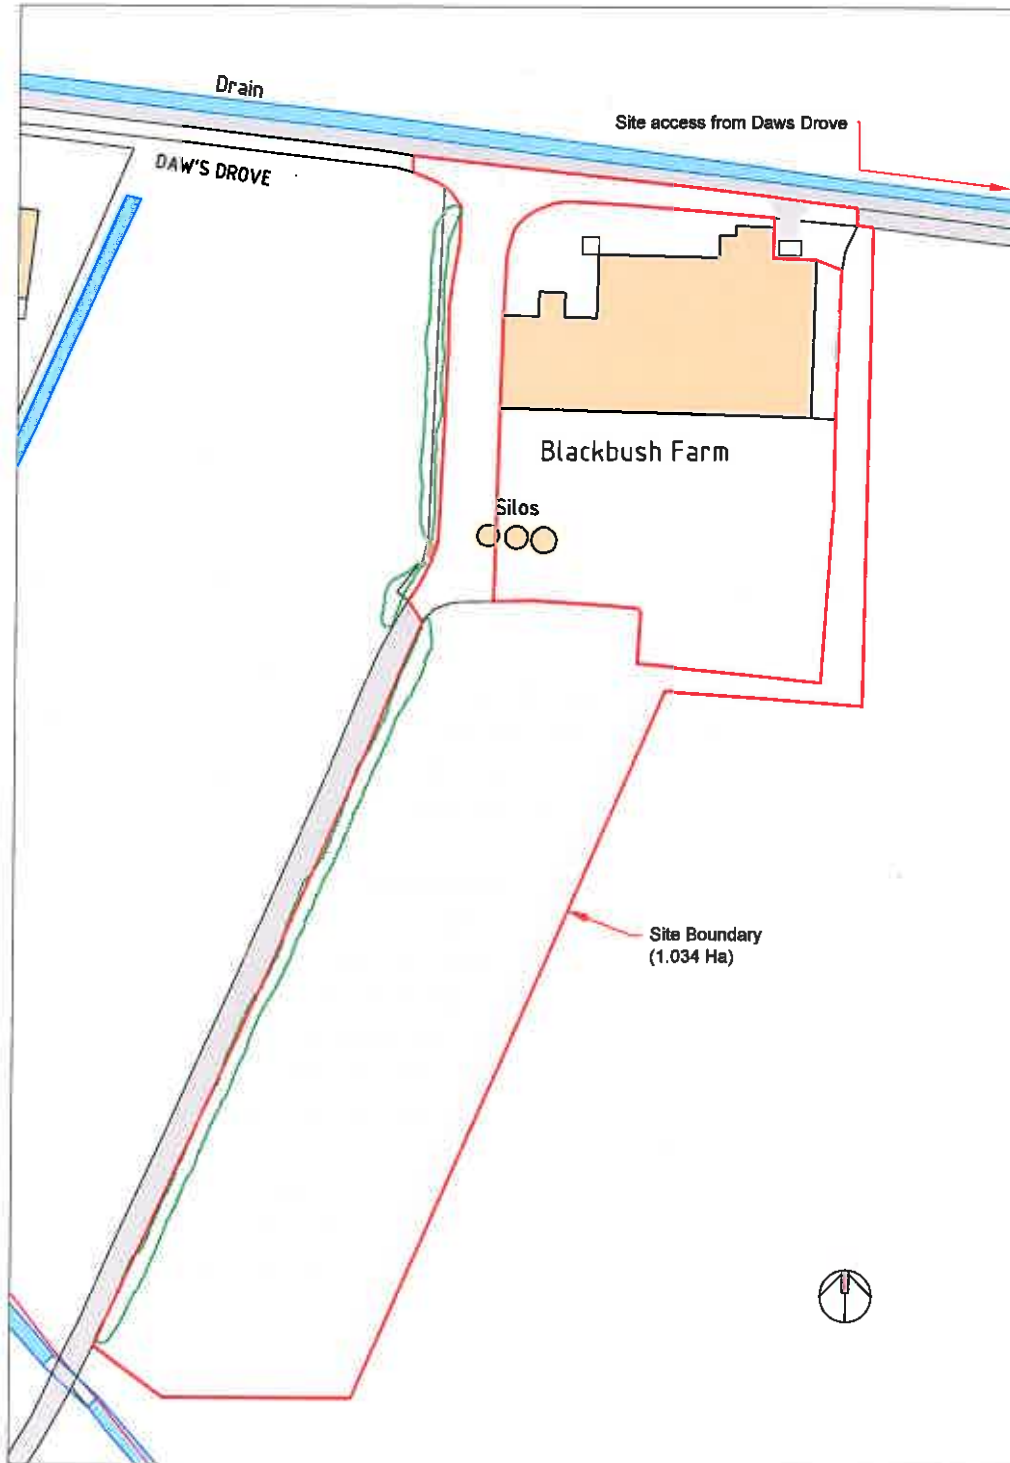 Drain
Site access from Daws Drove
DAW'S DROVE
Blackbush Farm
Silos
Site Boundary
(1.034 Ha)